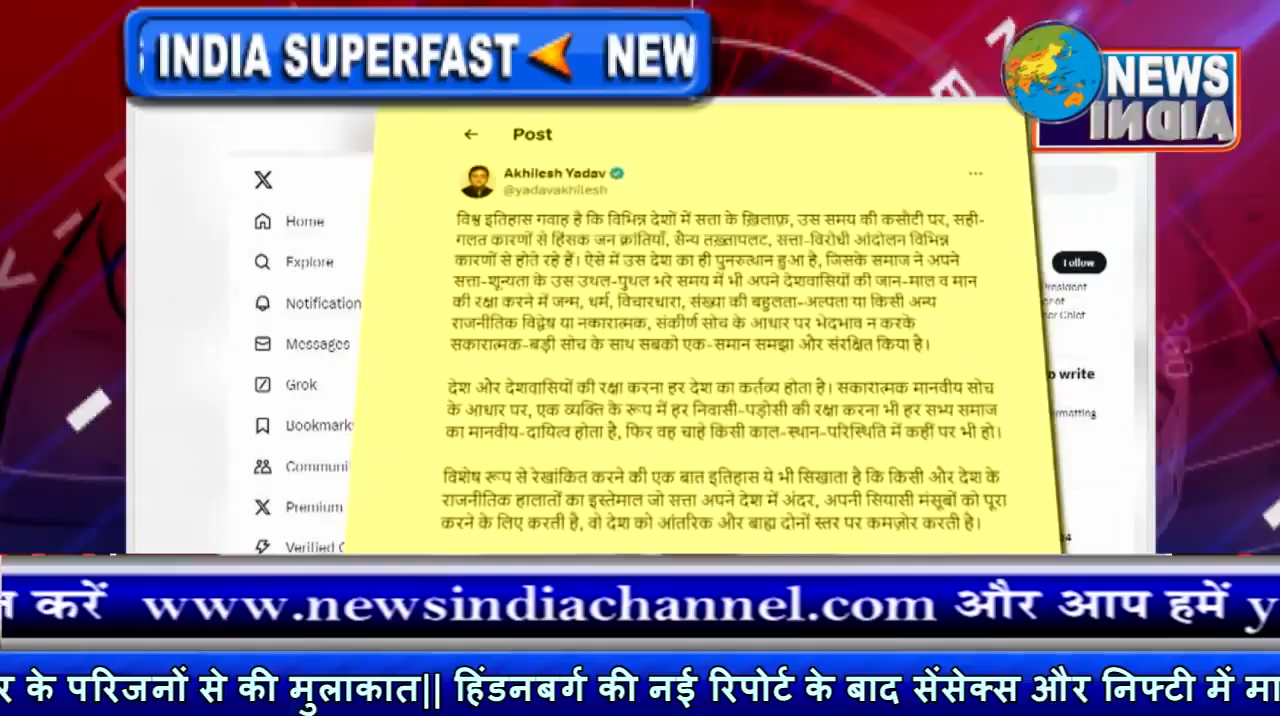 INDIA SUPERFAST NEW
NEWS
INDIA
← Post
Akhilesh Yadav
@yadavakhilesh
विश्व इतिहास गवाह है कि विभिन्न देशों में सत्ता के ख़िलाफ़, उस समय की कसौटी पर, सही-
गलत कारणों से हिंसक जन क्रांतियाँ, सैन्य तख़्तापलट, सत्ता-विरोधी आंदोलन विभिन्न
कारणों से होते रहे हैं। ऐसे में उस देश का ही पुनरुत्थान हुआ है, जिसके समाज ने अपने
सत्ता-शून्यता के उस उथल-पुथल भरे समय में भी अपने देशवासियों की जान-माल व मान
की रक्षा करने में जन्म, धर्म, विचारधारा, संख्या की बहुलता-अल्पता या किसी अन्य
राजनीतिक विद्वेष या नकारात्मक, संकीर्ण सोच के आधार पर भेदभाव न करके
सकारात्मक-बड़ी सोच के साथ सबको एक-समान समझा और संरक्षित किया है।
देश और देशवासियों की रक्षा करना हर देश का कर्तव्य होता है। सकारात्मक मानवीय सोच
के आधार पर, एक व्यक्ति के रूप में हर निवासी-पड़ोसी की रक्षा करना भी हर सभ्य समाज
का मानवीय-दायित्व होता है, फिर वह चाहे किसी काल-स्थान-परिस्थिति में कहीं पर भी हो।
विशेष रूप से रेखांकित करने की एक बात इतिहास ये भी सिखाता है कि किसी और देश के
राजनीतिक हालातों का इस्तेमाल जो सत्ता अपने देश में अंदर, अपनी सियासी मंसूबों को पूरा
करने के लिए करती है, वो देश को आंतरिक और बाह्य दोनों स्तर पर कमज़ोर करती है।
Home
Explore
Notification
Messages
Grok
Bookmark
Communi
Premium
Verified
Follow
write
करें www.newsindiachannel.com और आप हमें y
र के परिजनों से की मुलाकात|| हिंडनबर्ग की नई रिपोर्ट के बाद सेंसेक्स और निफ्टी में मा